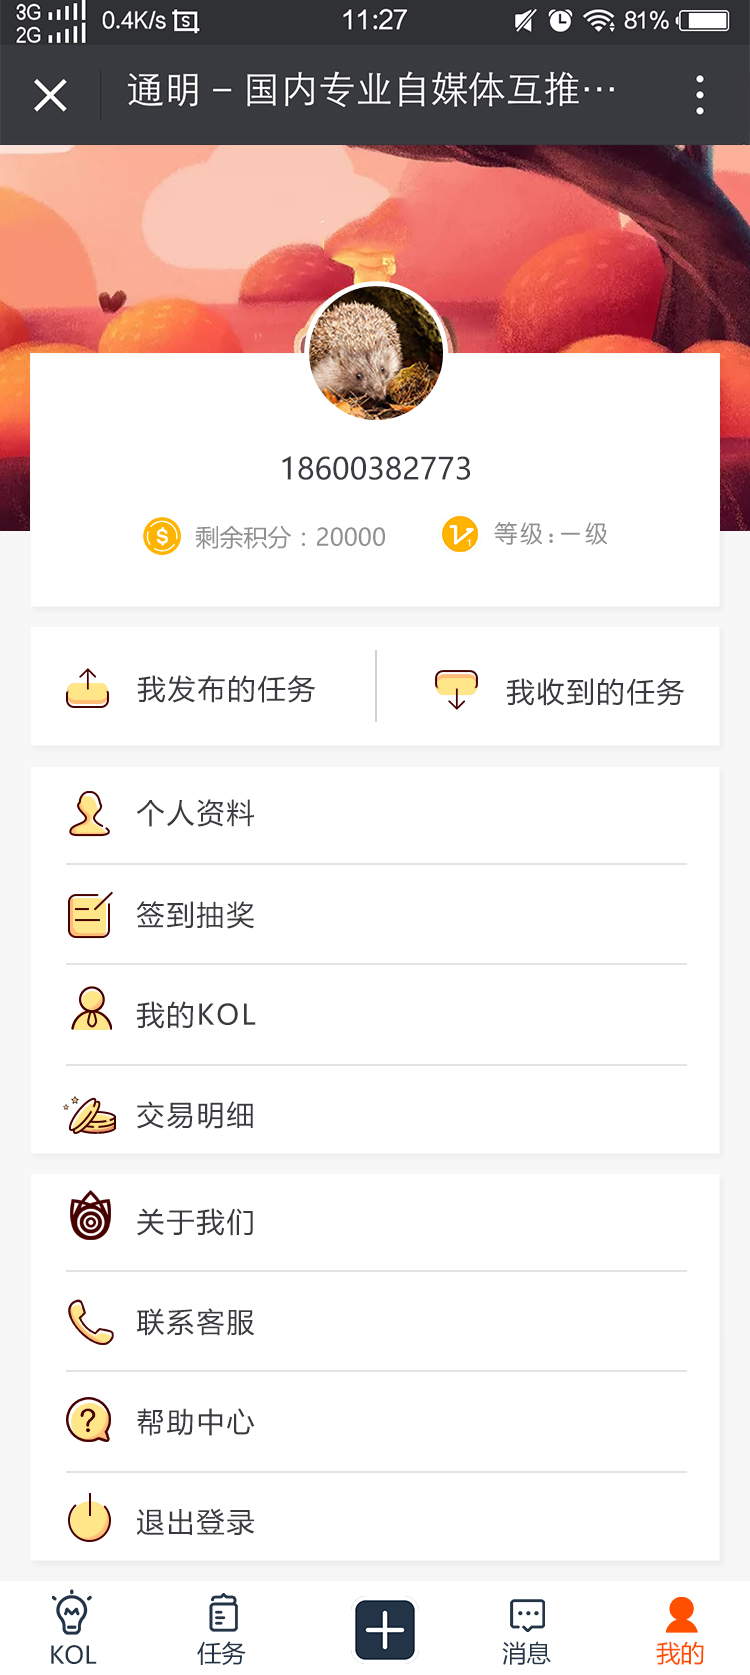 3G 0.4K/s 11:27 81%
2G
通明 – 国内专业自媒体互推···
18600382773
剩余积分：20000 等级：一级
我发布的任务 我收到的任务
个人资料
签到抽奖
我的KOL
交易明细
关于我们
联系客服
帮助中心
退出登录
KOL 任务 消息 我的